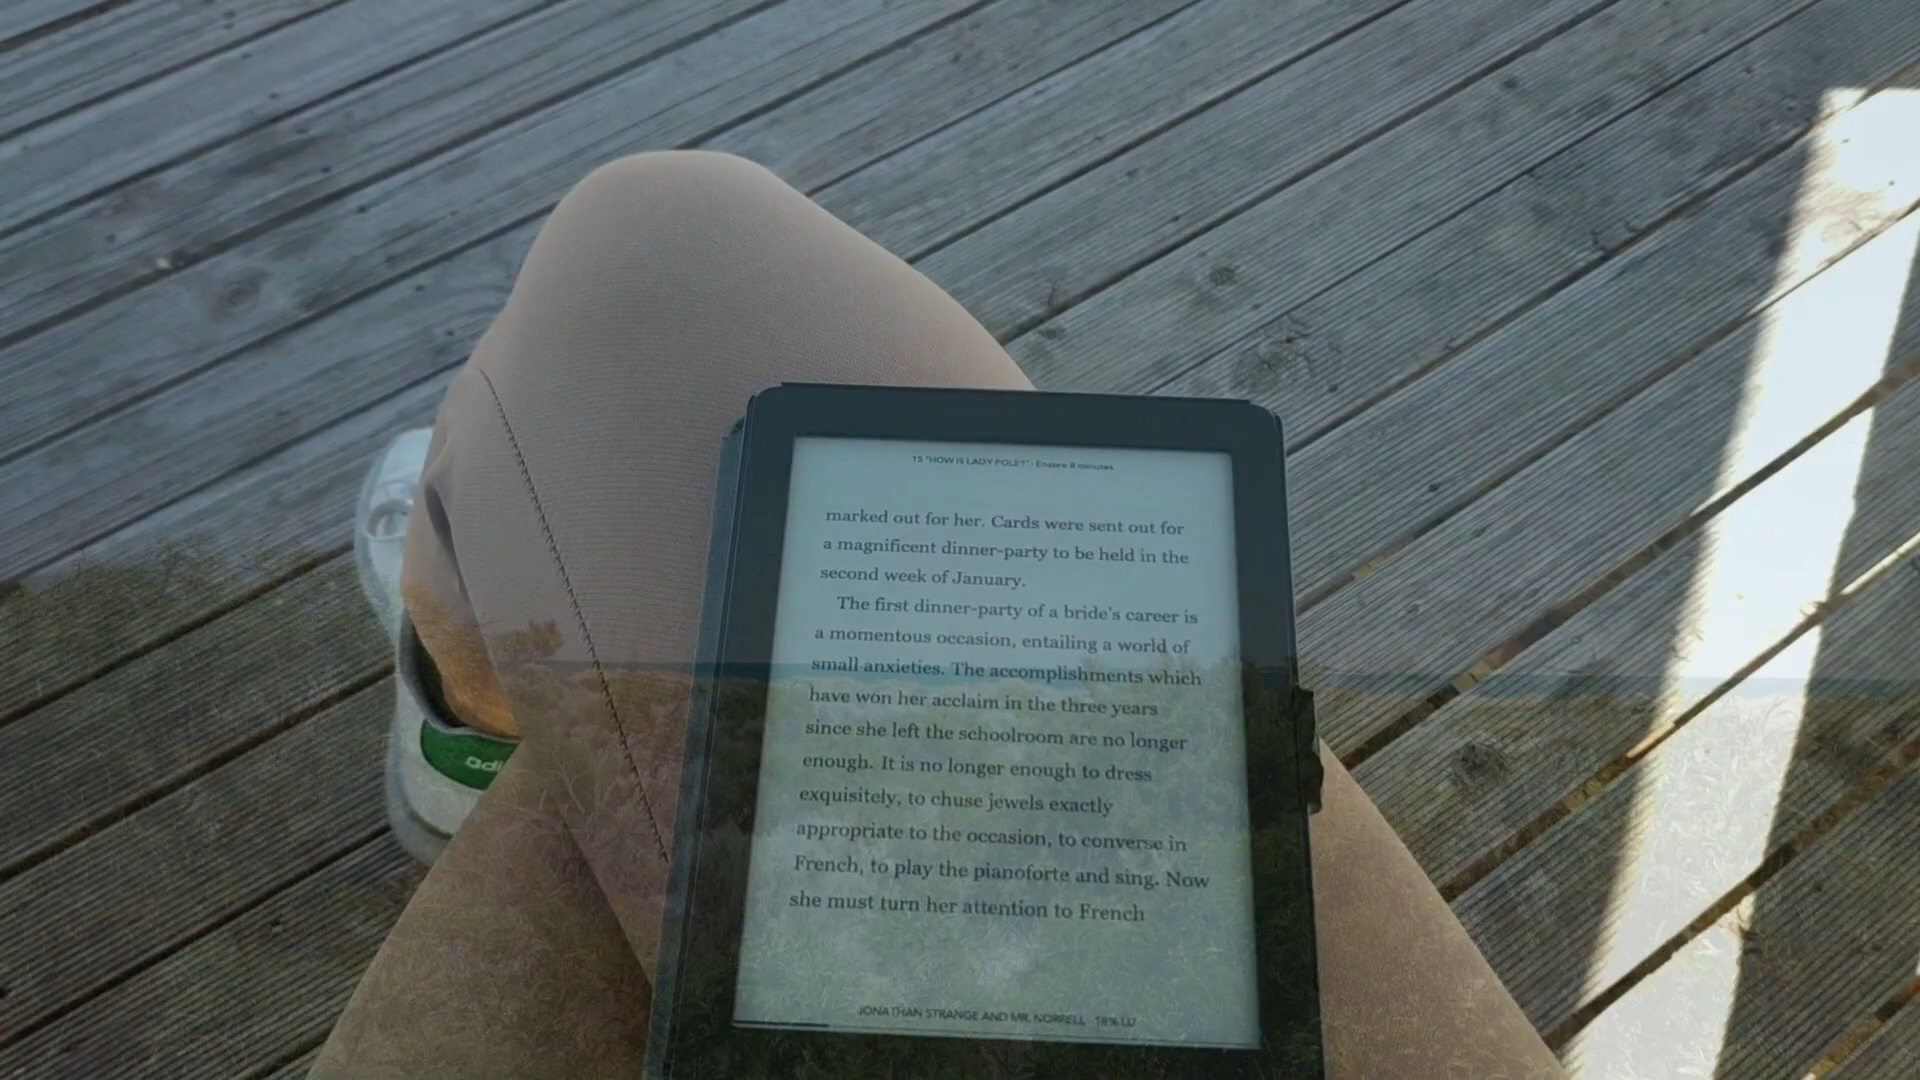 15 "HOW IS LADY POLE?" · Encore 8 minutes
marked out for her. Cards were sent out for
a magnificent dinner-party to be held in the
second week of January.
The first dinner-party of a bride's career is
a momentous occasion, entailing a world of
small anxieties. The accomplishments which
have won her acclaim in the three years
since she left the schoolroom are no longer
enough. It is no longer enough to dress
exquisitely, to chuse jewels exactly
appropriate to the occasion, to converse in
French, to play the pianoforte and sing. Now
she must turn her attention to French
JONATHAN STRANGE AND MR. NORRELL · 18% LU
adi